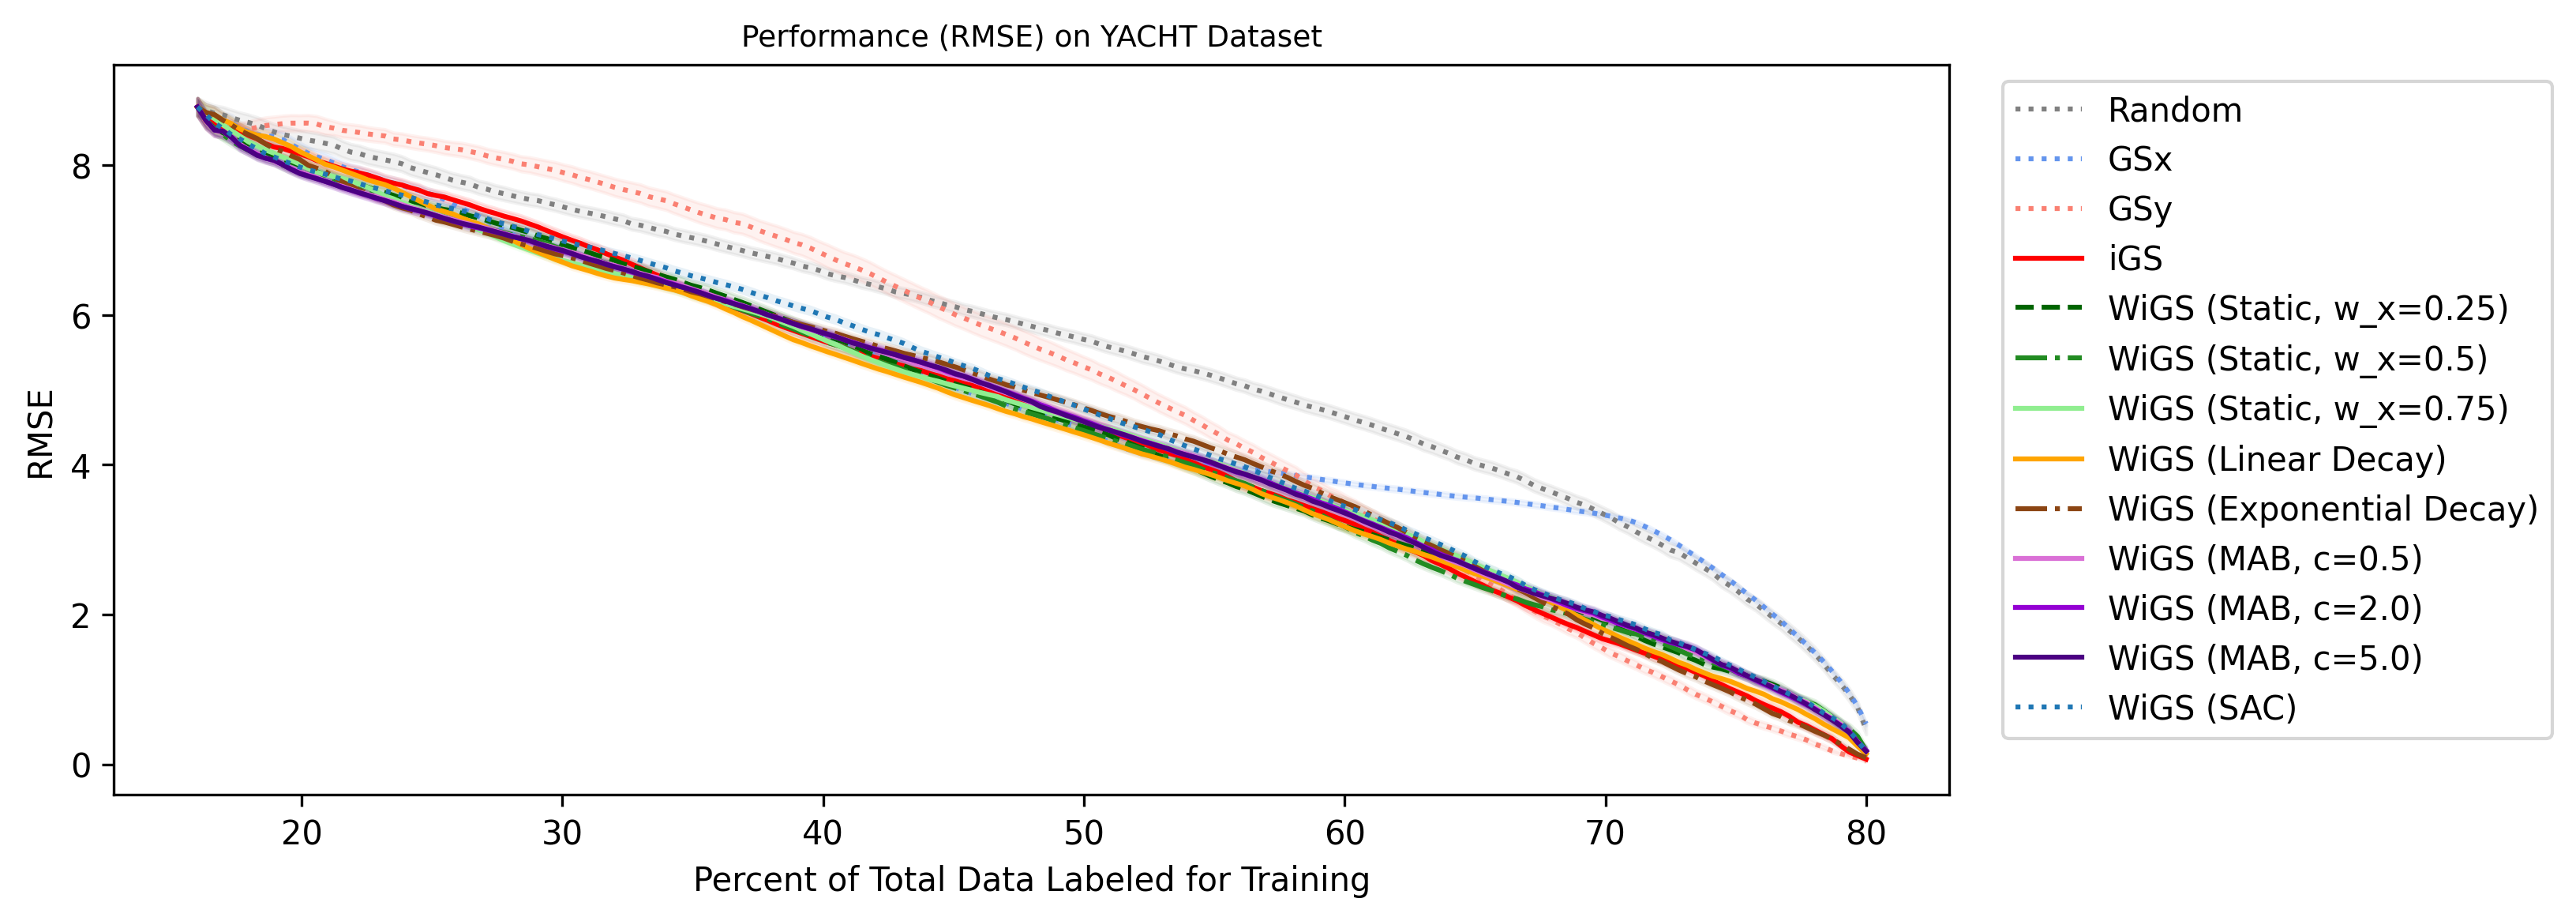 Performance (RMSE) on YACHT Dataset
RMSE
8
6
4
2
0
20
30
40
50
60
70
80
Percent of Total Data Labeled for Training
Random
GSx
GSy
iGS
WiGS (Static, w_x=0.25)
WiGS (Static, w_x=0.5)
WiGS (Static, w_x=0.75)
WiGS (Linear Decay)
WiGS (Exponential Decay)
WiGS (MAB, c=0.5)
WiGS (MAB, c=2.0)
WiGS (MAB, c=5.0)
WiGS (SAC)